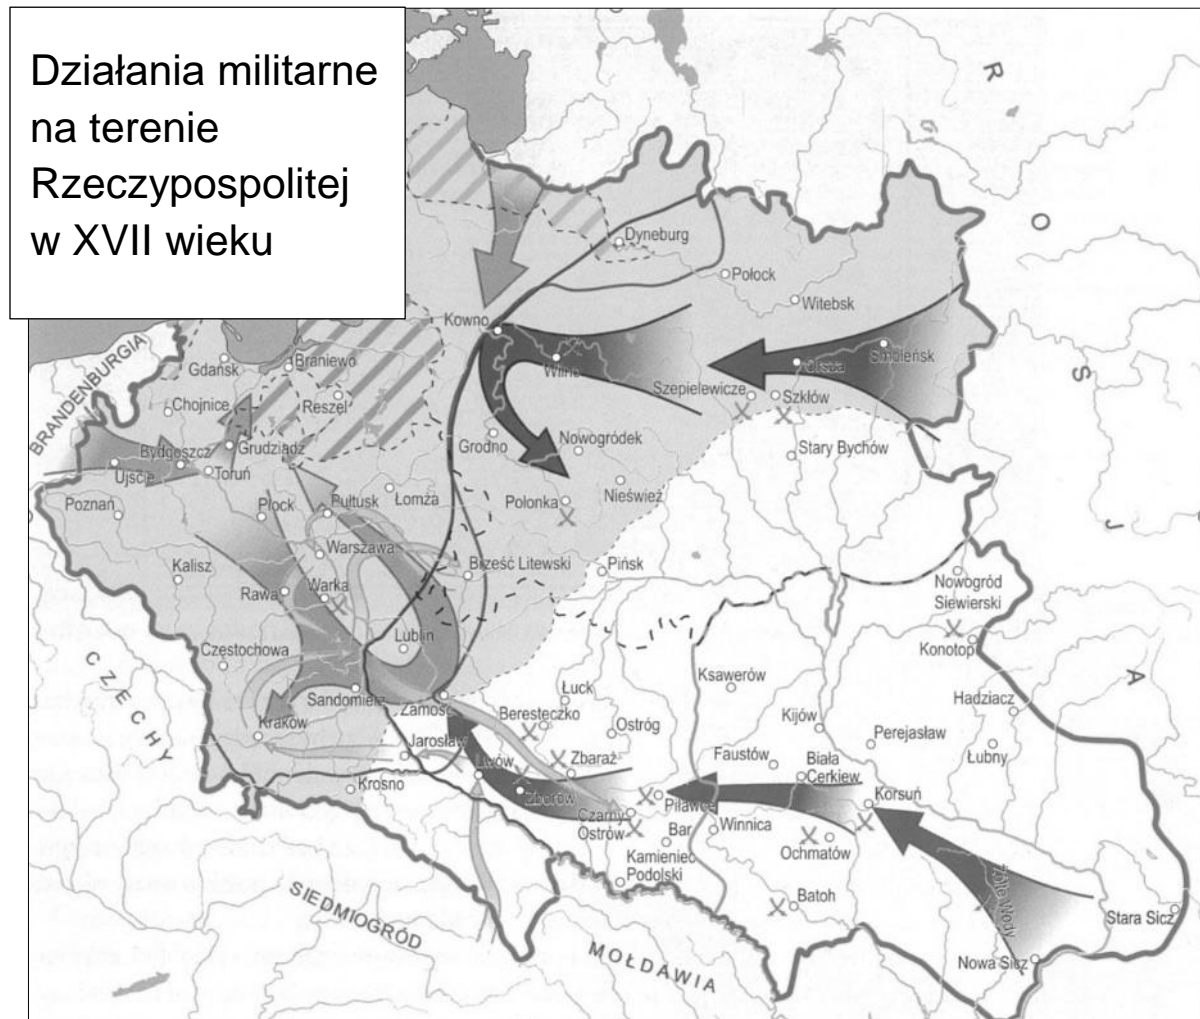 Działania militarne
na terenie
Rzeczypospolitej
w XVII wieku
R
O
S
J
A
BRANDENBURGIA
CZECHY
SIEDMIOGRÓD
MOŁDAWIA
Dyneburg
Połock
Witebsk
Kowno
Wilno
Smoleńsk
Orsza
Szepielewicze
Szkłów
Gdańsk
Braniewo
Chojnice
Reszel
Grodno
Nowogródek
Stary Bychów
Bydgoszcz
Grudziądz
Ujście
Toruń
Nieśwież
Połonka
Poznań
Płock
Pułtusk
Łomża
Warszawa
Brześć Litewski
Pińsk
Kalisz
Rawa
Warka
Nowogród
Siewierski
Lublin
Konotop
Częstochowa
Ksawerów
Łuck
Hadziacz
Sandomierz
Zamość
Beresteczko
Ostróg
Kijów
Perejasław
Kraków
Jarosław
Zbaraż
Faustów
Biała
Cerkiew
Łubny
Lwów
Krosno
Zborów
Piławce
Korsuń
Czarny
Ostrów
Bar
Winnica
Ochmatów
Kamieniec
Podolski
Batoh
Żółte Wody
Stara Sicz
Nowa Sicz